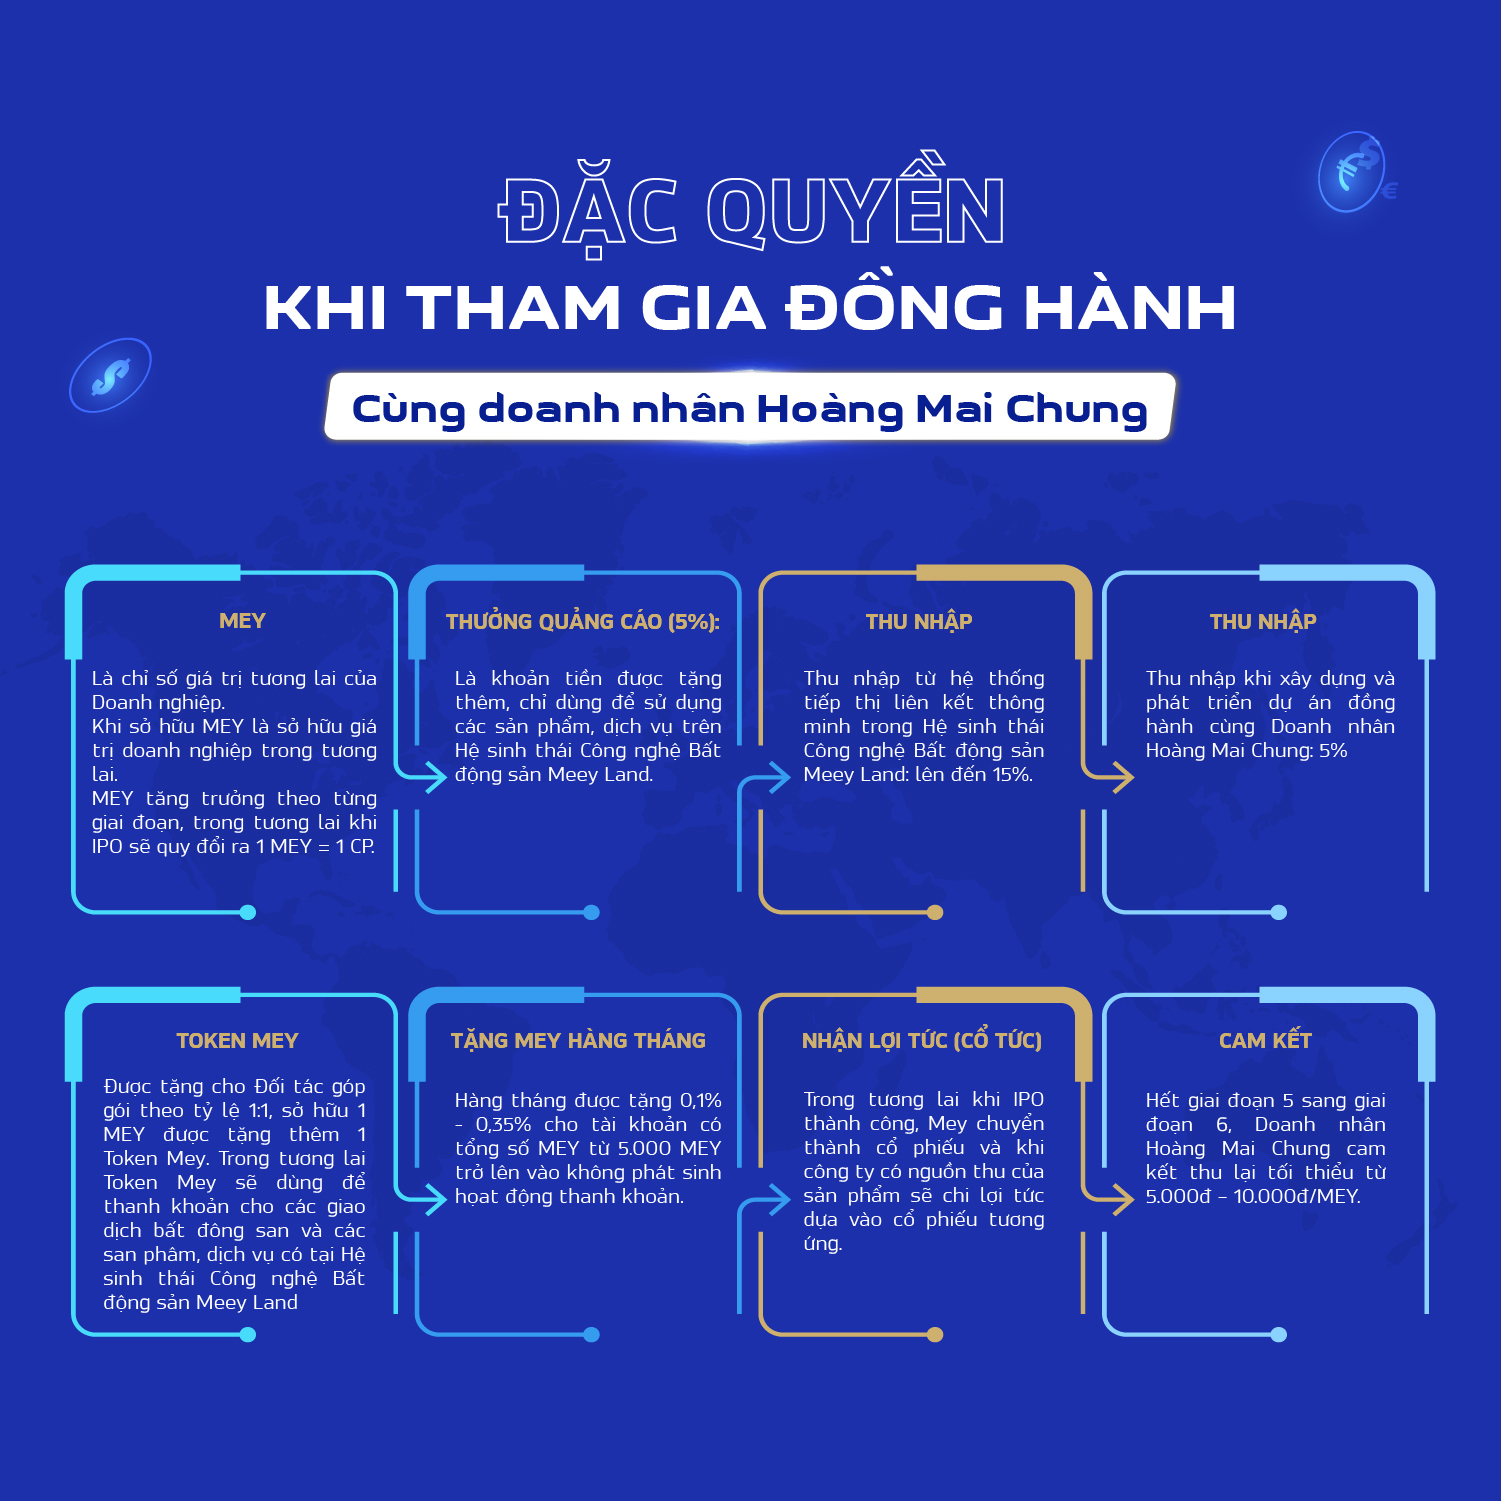 ĐẶC QUYỀN
KHI THAM GIA ĐỒNG HÀNH
Cùng doanh nhân Hoàng Mai Chung
MEY
Là chỉ số giá trị tương lai của
Doanh nghiệp.
Khi sở hữu MEY là sở hữu giá
trị doanh nghiệp trong tương
lai.
MEY tăng trưởng theo từng
giai đoạn, trong tương lai khi
IPO sẽ quy đổi ra 1 MEY = 1 CP.
THƯỞNG QUẢNG CÁO (5%):
Là khoản tiền được tặng
thêm, chỉ dùng để sử dụng
các sản phẩm, dịch vụ trên
Hệ sinh thái Công nghệ Bất
động sản Meey Land.
THU NHẬP
Thu nhập từ hệ thống
tiếp thị liên kết thông
minh trong Hệ sinh thái
Công nghệ Bất động sản
Meey Land: lên đến 15%.
THU NHẬP
Thu nhập khi xây dựng và
phát triển dự án đồng
hành cùng Doanh nhân
Hoàng Mai Chung: 5%
TOKEN MEY
Được tặng cho Đối tác góp
gói theo tỷ lệ 1:1, sở hữu 1
MEY được tặng thêm 1
Token Mey. Trong tương lai
Token Mey sẽ dùng để
thanh khoản cho các giao
dịch bất đông san và các
san phâm, dịch vụ có tại Hệ
sinh thái Công nghệ Bất
động sản Meey Land
TẶNG MEY HÀNG THÁNG
Hàng tháng được tặng 0,1%
- 0,35% cho tài khoản có
tổng số MEY từ 5.000 MEY
trở lên vào không phát sinh
hoạt động thanh khoản.
NHẬN LỢI TỨC (CỔ TỨC)
Trong tương lai khi IPO
thành công, Mey chuyển
thành cổ phiếu và khi
công ty có nguồn thu của
sản phẩm sẽ chi lợi tức
dựa vào cổ phiếu tương
ứng.
CAM KẾT
Hết giai đoạn 5 sang giai
đoạn 6, Doanh nhân
Hoàng Mai Chung cam
kết thu lại tối thiểu từ
5.000đ – 10.000đ/MEY.